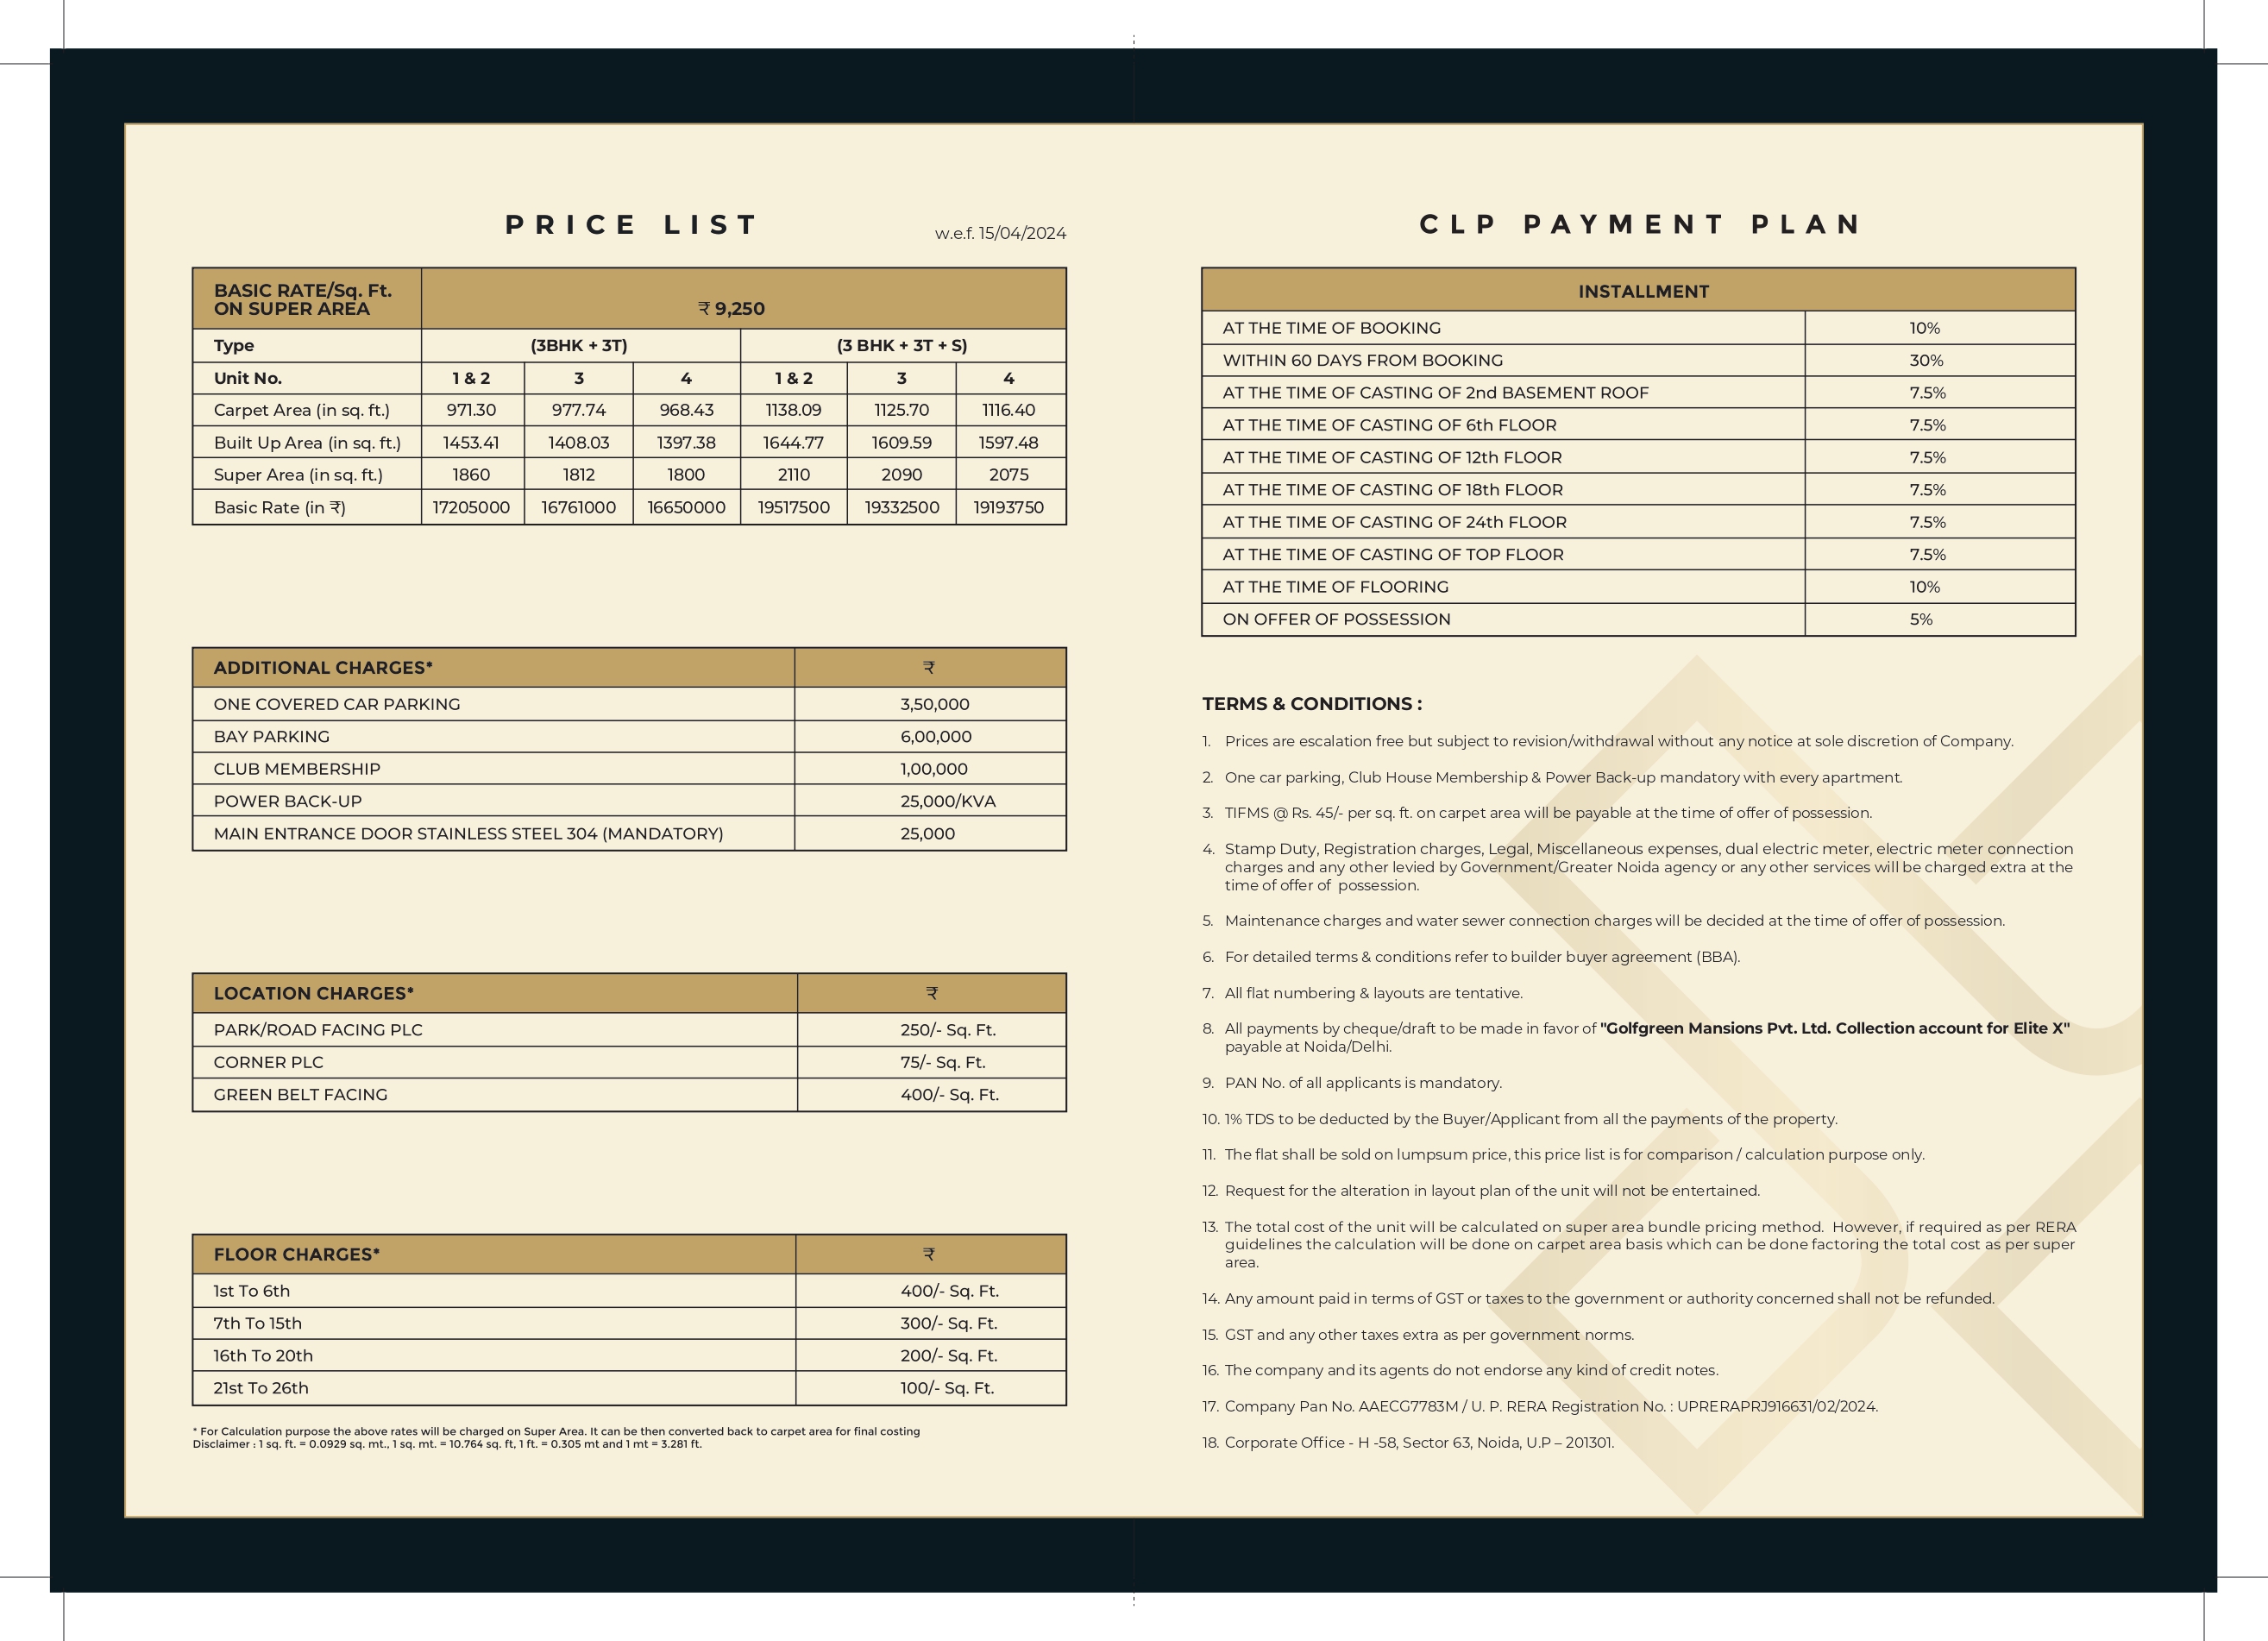 PRICE LIST
w.e.f. 15/04/2024
BASIC RATE/Sq. Ft.
ON SUPER AREA
₹ 9,250
Type (3BHK + 3T) (3 BHK + 3T + S)
Unit No. 1 & 2 3 4 1 & 2 3 4
Carpet Area (in sq. ft.) 971.30 977.74 968.43 1138.09 1125.70 1116.40
Built Up Area (in sq. ft.) 1453.41 1408.03 1397.38 1644.77 1609.59 1597.48
Super Area (in sq. ft.) 1860 1812 1800 2110 2090 2075
Basic Rate (in ₹) 17205000 16761000 16650000 19517500 19332500 19193750
ADDITIONAL CHARGES* ₹
ONE COVERED CAR PARKING 3,50,000
BAY PARKING 6,00,000
CLUB MEMBERSHIP 1,00,000
POWER BACK-UP 25,000/KVA
MAIN ENTRANCE DOOR STAINLESS STEEL 304 (MANDATORY) 25,000
LOCATION CHARGES* ₹
PARK/ROAD FACING PLC 250/- Sq. Ft.
CORNER PLC 75/- Sq. Ft.
GREEN BELT FACING 400/- Sq. Ft.
FLOOR CHARGES* ₹
1st To 6th 400/- Sq. Ft.
7th To 15th 300/- Sq. Ft.
16th To 20th 200/- Sq. Ft.
21st To 26th 100/- Sq. Ft.
* For Calculation purpose the above rates will be charged on Super Area. It can be then converted back to carpet area for final costing
Disclaimer : 1 sq. ft. = 0.0929 sq. mt., 1 sq. mt. = 10.764 sq. ft, 1 ft. = 0.305 mt and 1 mt = 3.281 ft.
CLP PAYMENT PLAN
INSTALLMENT
AT THE TIME OF BOOKING 10%
WITHIN 60 DAYS FROM BOOKING 30%
AT THE TIME OF CASTING OF 2nd BASEMENT ROOF 7.5%
AT THE TIME OF CASTING OF 6th FLOOR 7.5%
AT THE TIME OF CASTING OF 12th FLOOR 7.5%
AT THE TIME OF CASTING OF 18th FLOOR 7.5%
AT THE TIME OF CASTING OF 24th FLOOR 7.5%
AT THE TIME OF CASTING OF TOP FLOOR 7.5%
AT THE TIME OF FLOORING 10%
ON OFFER OF POSSESSION 5%
TERMS & CONDITIONS :
1. Prices are escalation free but subject to revision/withdrawal without any notice at sole discretion of Company.
2. One car parking, Club House Membership & Power Back-up mandatory with every apartment.
3. TIFMS @ Rs. 45/- per sq. ft. on carpet area will be payable at the time of offer of possession.
4. Stamp Duty, Registration charges, Legal, Miscellaneous expenses, dual electric meter, electric meter connection
charges and any other levied by Government/Greater Noida agency or any other services will be charged extra at the
time of offer of possession.
5. Maintenance charges and water sewer connection charges will be decided at the time of offer of possession.
6. For detailed terms & conditions refer to builder buyer agreement (BBA).
7. All flat numbering & layouts are tentative.
8. All payments by cheque/draft to be made in favor of "Golfgreen Mansions Pvt. Ltd. Collection account for Elite X"
payable at Noida/Delhi.
9. PAN No. of all applicants is mandatory.
10. 1% TDS to be deducted by the Buyer/Applicant from all the payments of the property.
11. The flat shall be sold on lumpsum price, this price list is for comparison / calculation purpose only.
12. Request for the alteration in layout plan of the unit will not be entertained.
13. The total cost of the unit will be calculated on super area bundle pricing method. However, if required as per RERA
guidelines the calculation will be done on carpet area basis which can be done factoring the total cost as per super
area.
14. Any amount paid in terms of GST or taxes to the government or authority concerned shall not be refunded.
15. GST and any other taxes extra as per government norms.
16. The company and its agents do not endorse any kind of credit notes.
17. Company Pan No. AAECG7783M / U. P. RERA Registration No. : UPRERAPRJ916631/02/2024.
18. Corporate Office - H -58, Sector 63, Noida, U.P – 201301.